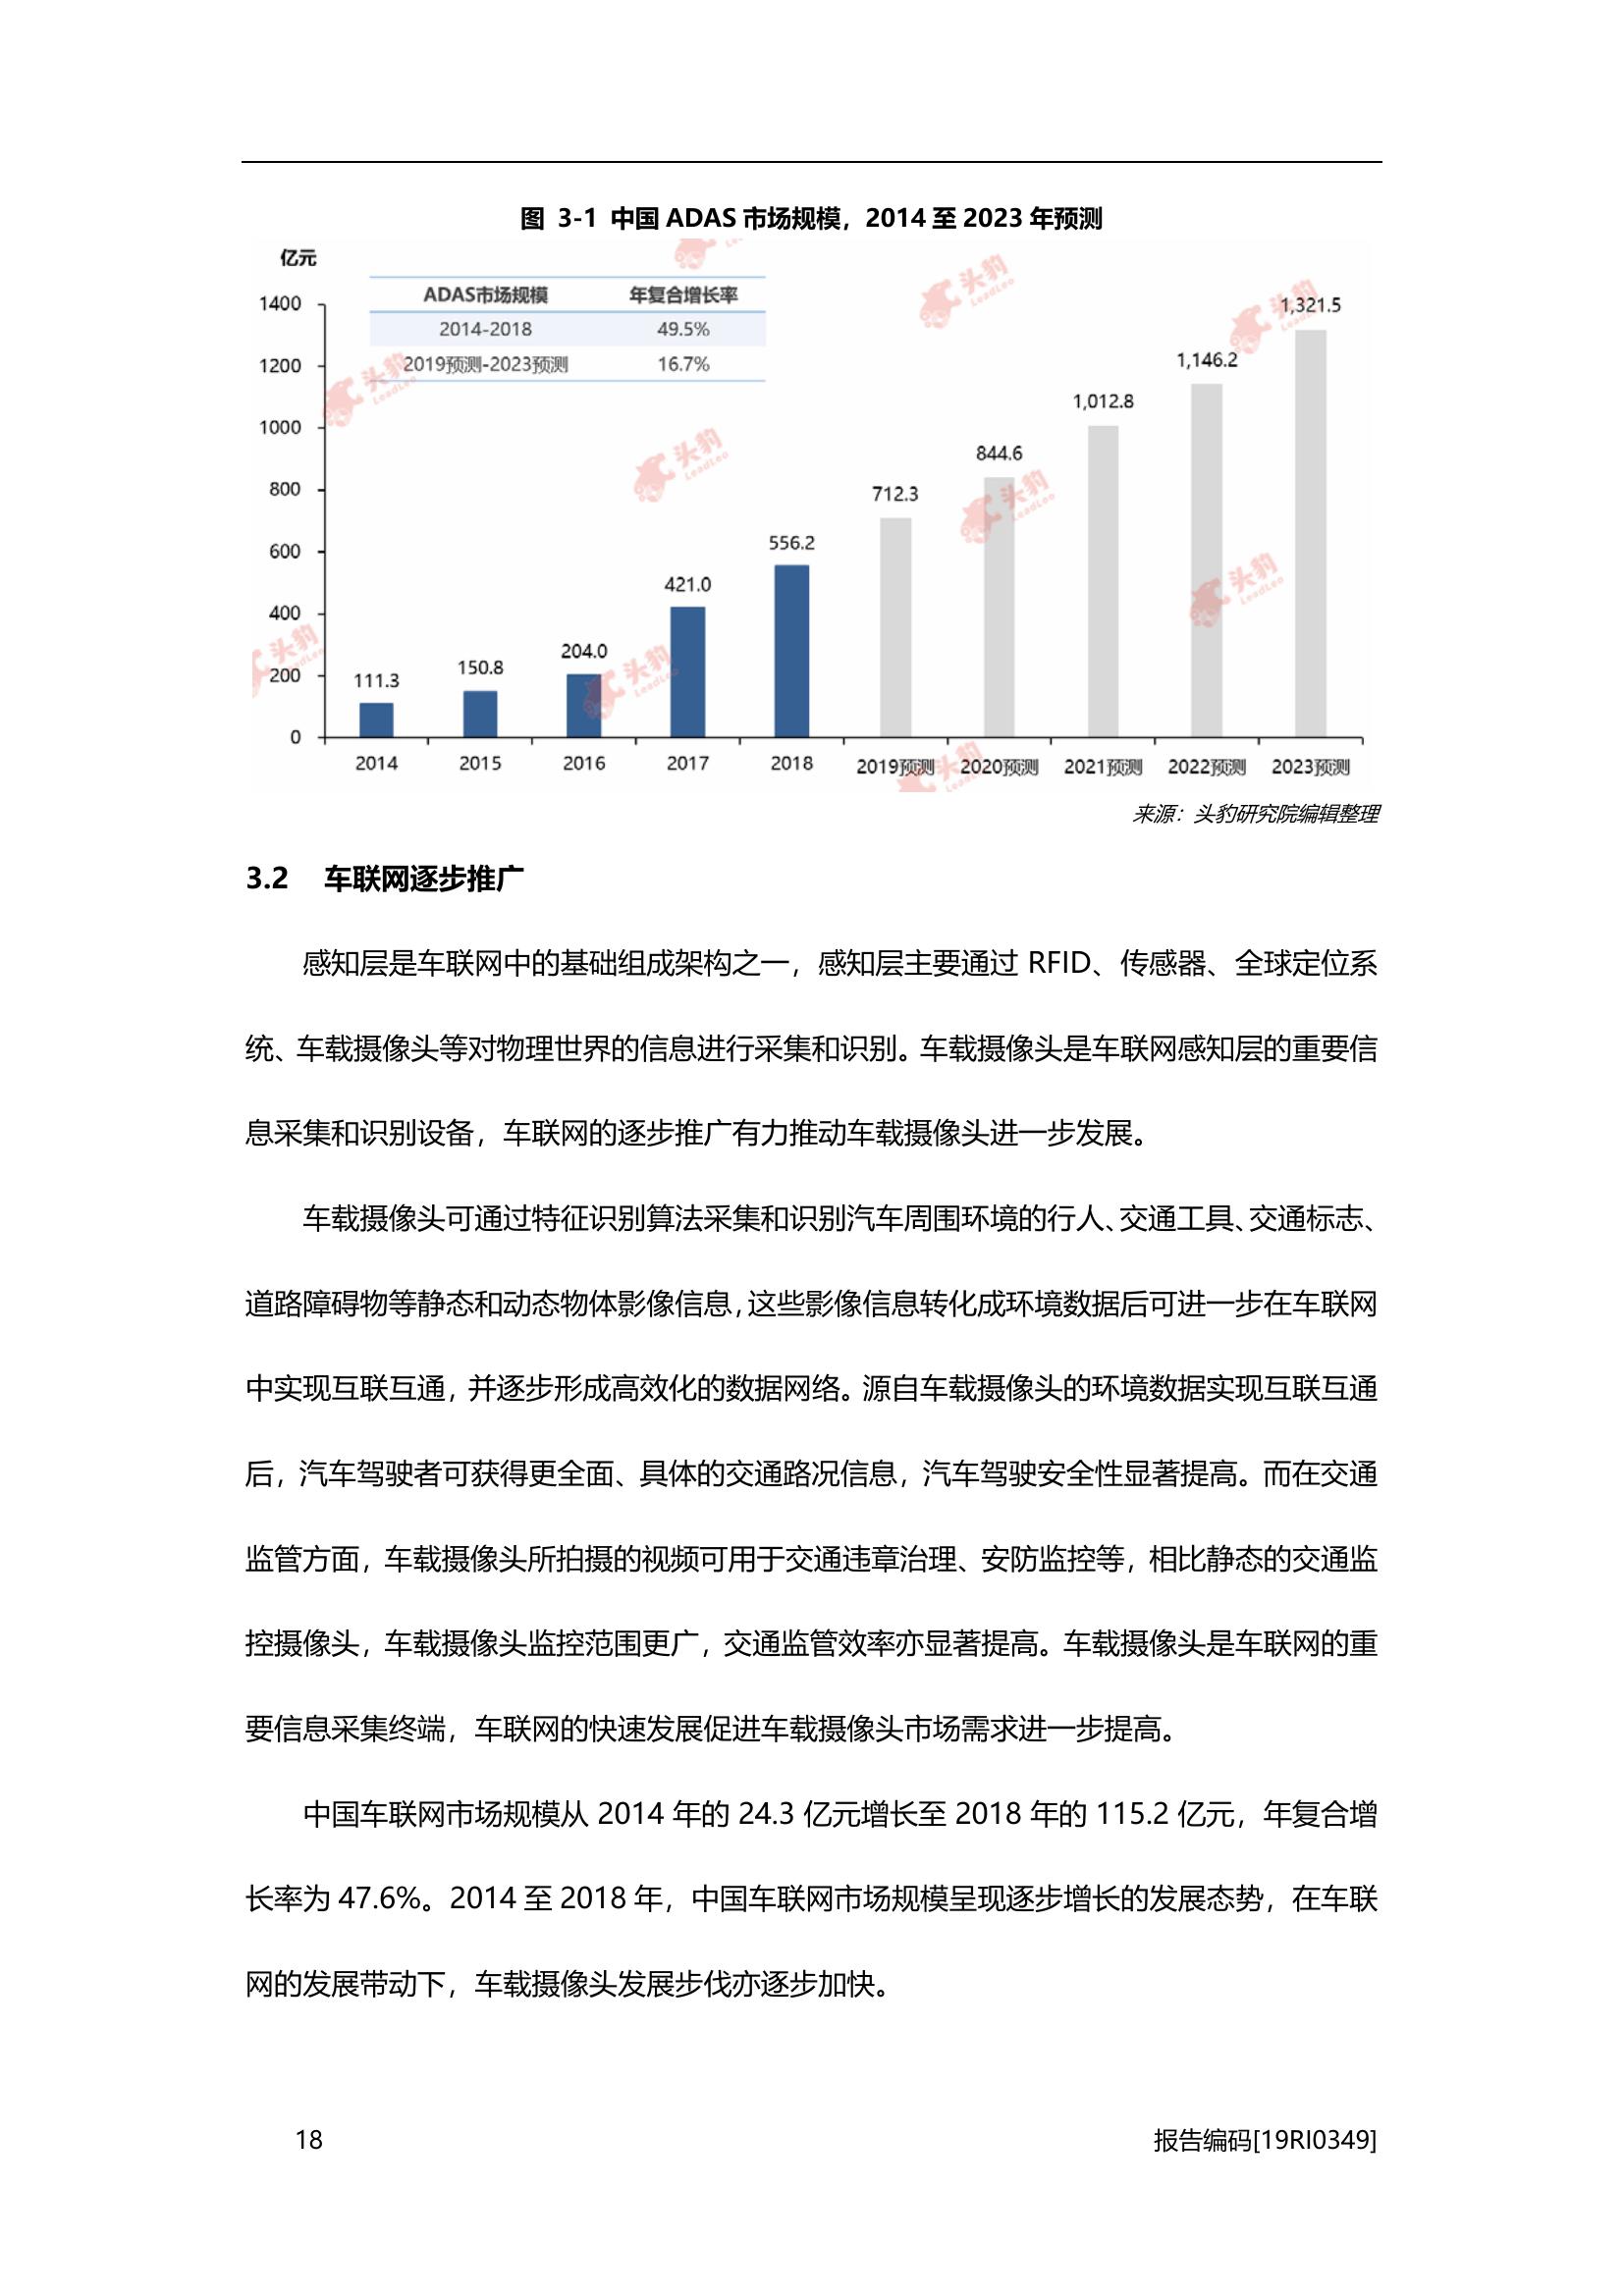 图 3-1 中国 ADAS 市场规模，2014 至 2023 年预测
亿元
ADAS市场规模 年复合增长率
2014-2018 49.5%
2019预测-2023预测 16.7%
1400
1200
1000
800
600
400
200
0
111.3
150.8
204.0
421.0
556.2
712.3
844.6
1,012.8
1,146.2
1,321.5
2014 2015 2016 2017 2018 2019预测 2020预测 2021预测 2022预测 2023预测
头豹 LeadLeo
来源：头豹研究院编辑整理
3.2 车联网逐步推广
感知层是车联网中的基础组成架构之一，感知层主要通过 RFID、传感器、全球定位系
统、车载摄像头等对物理世界的信息进行采集和识别。车载摄像头是车联网感知层的重要信
息采集和识别设备，车联网的逐步推广有力推动车载摄像头进一步发展。
车载摄像头可通过特征识别算法采集和识别汽车周围环境的行人、交通工具、交通标志、
道路障碍物等静态和动态物体影像信息，这些影像信息转化成环境数据后可进一步在车联网
中实现互联互通，并逐步形成高效化的数据网络。源自车载摄像头的环境数据实现互联互通
后，汽车驾驶者可获得更全面、具体的交通路况信息，汽车驾驶安全性显著提高。而在交通
监管方面，车载摄像头所拍摄的视频可用于交通违章治理、安防监控等，相比静态的交通监
控摄像头，车载摄像头监控范围更广，交通监管效率亦显著提高。车载摄像头是车联网的重
要信息采集终端，车联网的快速发展促进车载摄像头市场需求进一步提高。
中国车联网市场规模从 2014 年的 24.3 亿元增长至 2018 年的 115.2 亿元，年复合增
长率为 47.6%。2014 至 2018 年，中国车联网市场规模呈现逐步增长的发展态势，在车联
网的发展带动下，车载摄像头发展步伐亦逐步加快。
18 报告编码[19RI0349]